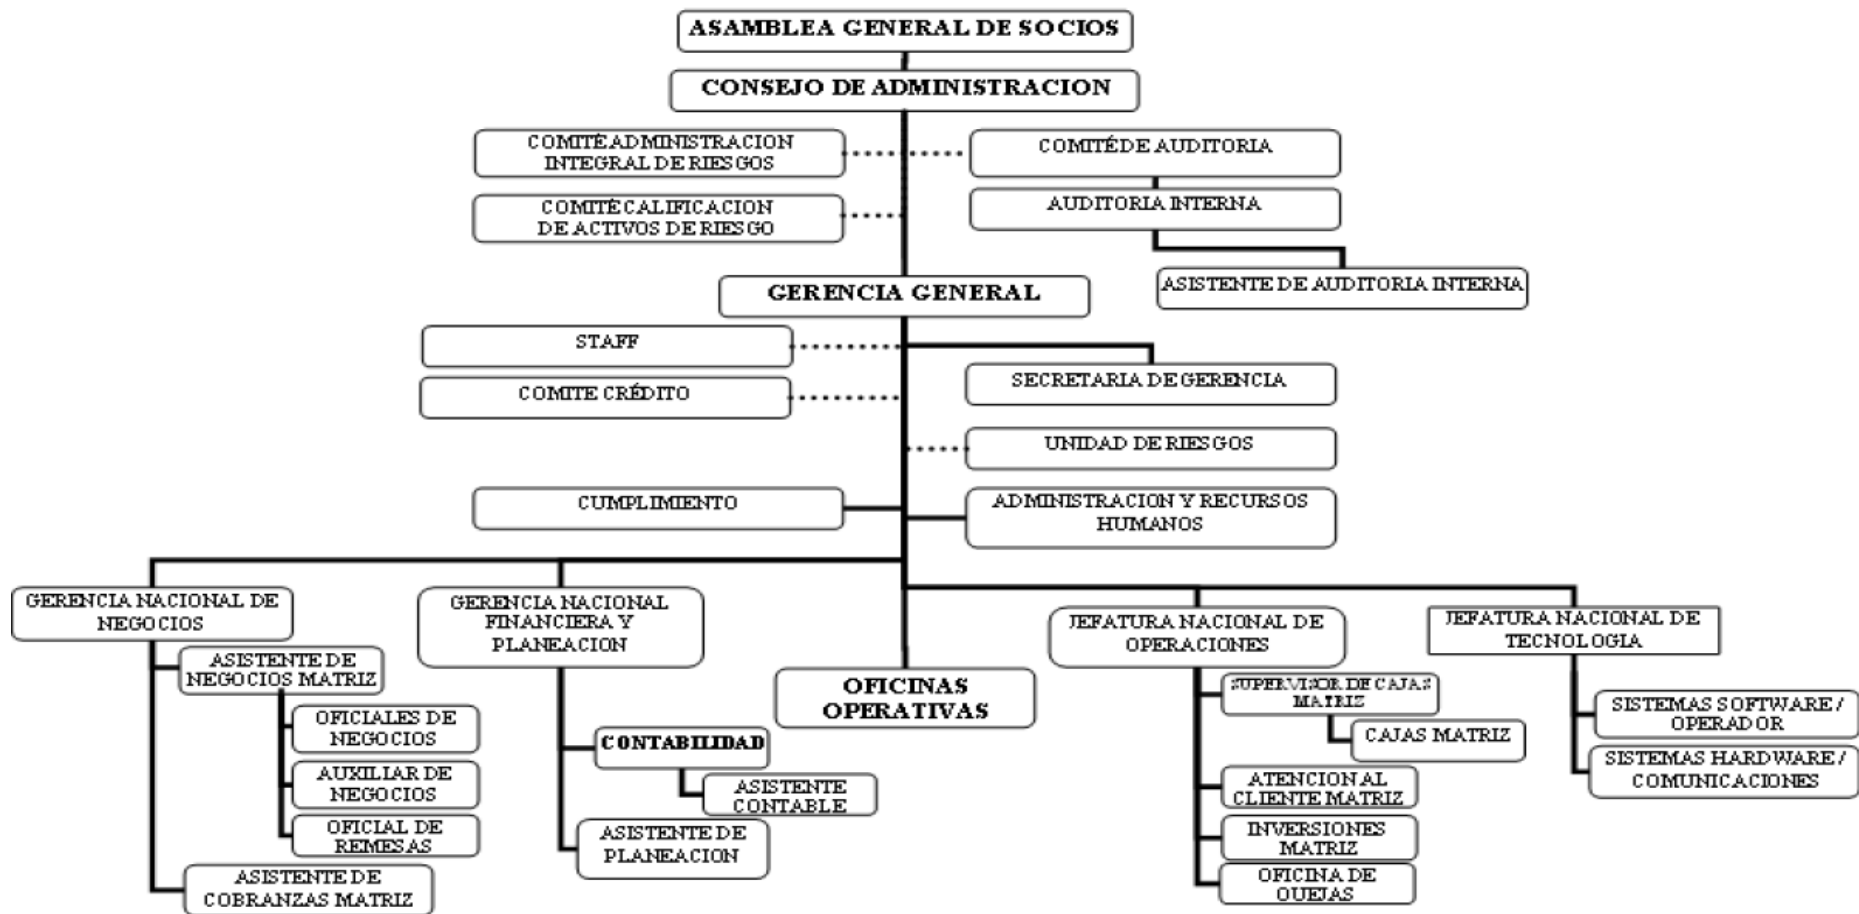 ASAMBLEA GENERAL DE SOCIOS
CONSEJO DE ADMINISTRACION
COMITÉ ADMINISTRACION
INTEGRAL DE RIESGOS
COMITÉ DE AUDITORIA
COMITÉ CALIFICACION
DE ACTIVOS DE RIESGO
AUDITORIA INTERNA
ASISTENTE DE AUDITORIA INTERNA
GERENCIA GENERAL
STAFF
SECRETARIA DE GERENCIA
COMITE CRÉDITO
UNIDAD DE RIESGOS
CUMPLIMIENTO
ADMINISTRACION Y RECURSOS
HUMANOS
GERENCIA NACIONAL DE
NEGOCIOS
ASISTENTE DE
NEGOCIOS MATRIZ
OFICIALES DE
NEGOCIOS
AUXILIAR DE
NEGOCIOS
OFICIAL DE
REMESAS
ASISTENTE DE
COBRANZAS MATRIZ
GERENCIA NACIONAL
FINANCIERA Y
PLANEACION
CONTABILIDAD
ASISTENTE
CONTABLE
ASISTENTE DE
PLANEACION
OFICINAS
OPERATIVAS
JEFATURA NACIONAL DE
OPERACIONES
SUPERVISOR DE CAJAS
MATRIZ
CAJAS MATRIZ
ATENCION AL
CLIENTE MATRIZ
INVERSIONES
MATRIZ
OFICINA DE
QUEJAS
JEFATURA NACIONAL DE
TECNOLOGIA
SISTEMAS SOFTWARE /
OPERADOR
SISTEMAS HARDWARE /
COMUNICACIONES